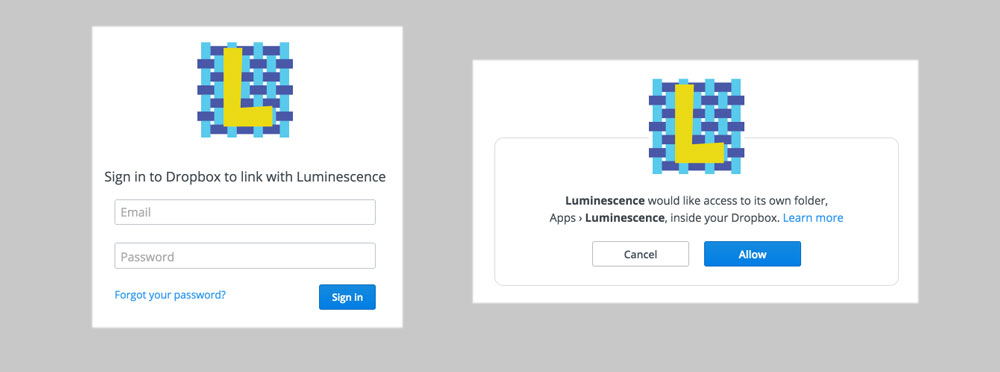 L
Sign in to Dropbox to link with Luminescence
Email
Password
Forgot your password?
Sign in
L
Luminescence would like access to its own folder,
Apps › Luminescence, inside your Dropbox. Learn more
Cancel
Allow